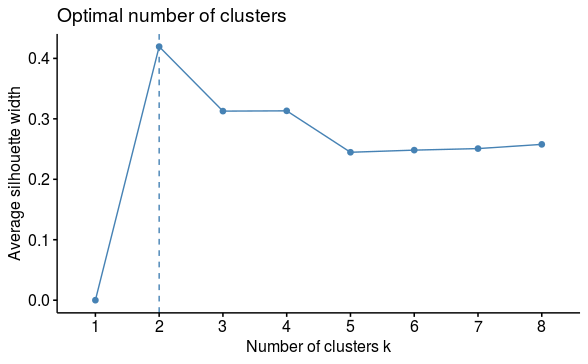 Optimal number of clusters
Average silhouette width
0.4
0.3
0.2
0.1
0.0
1 2 3 4 5 6 7 8
Number of clusters k